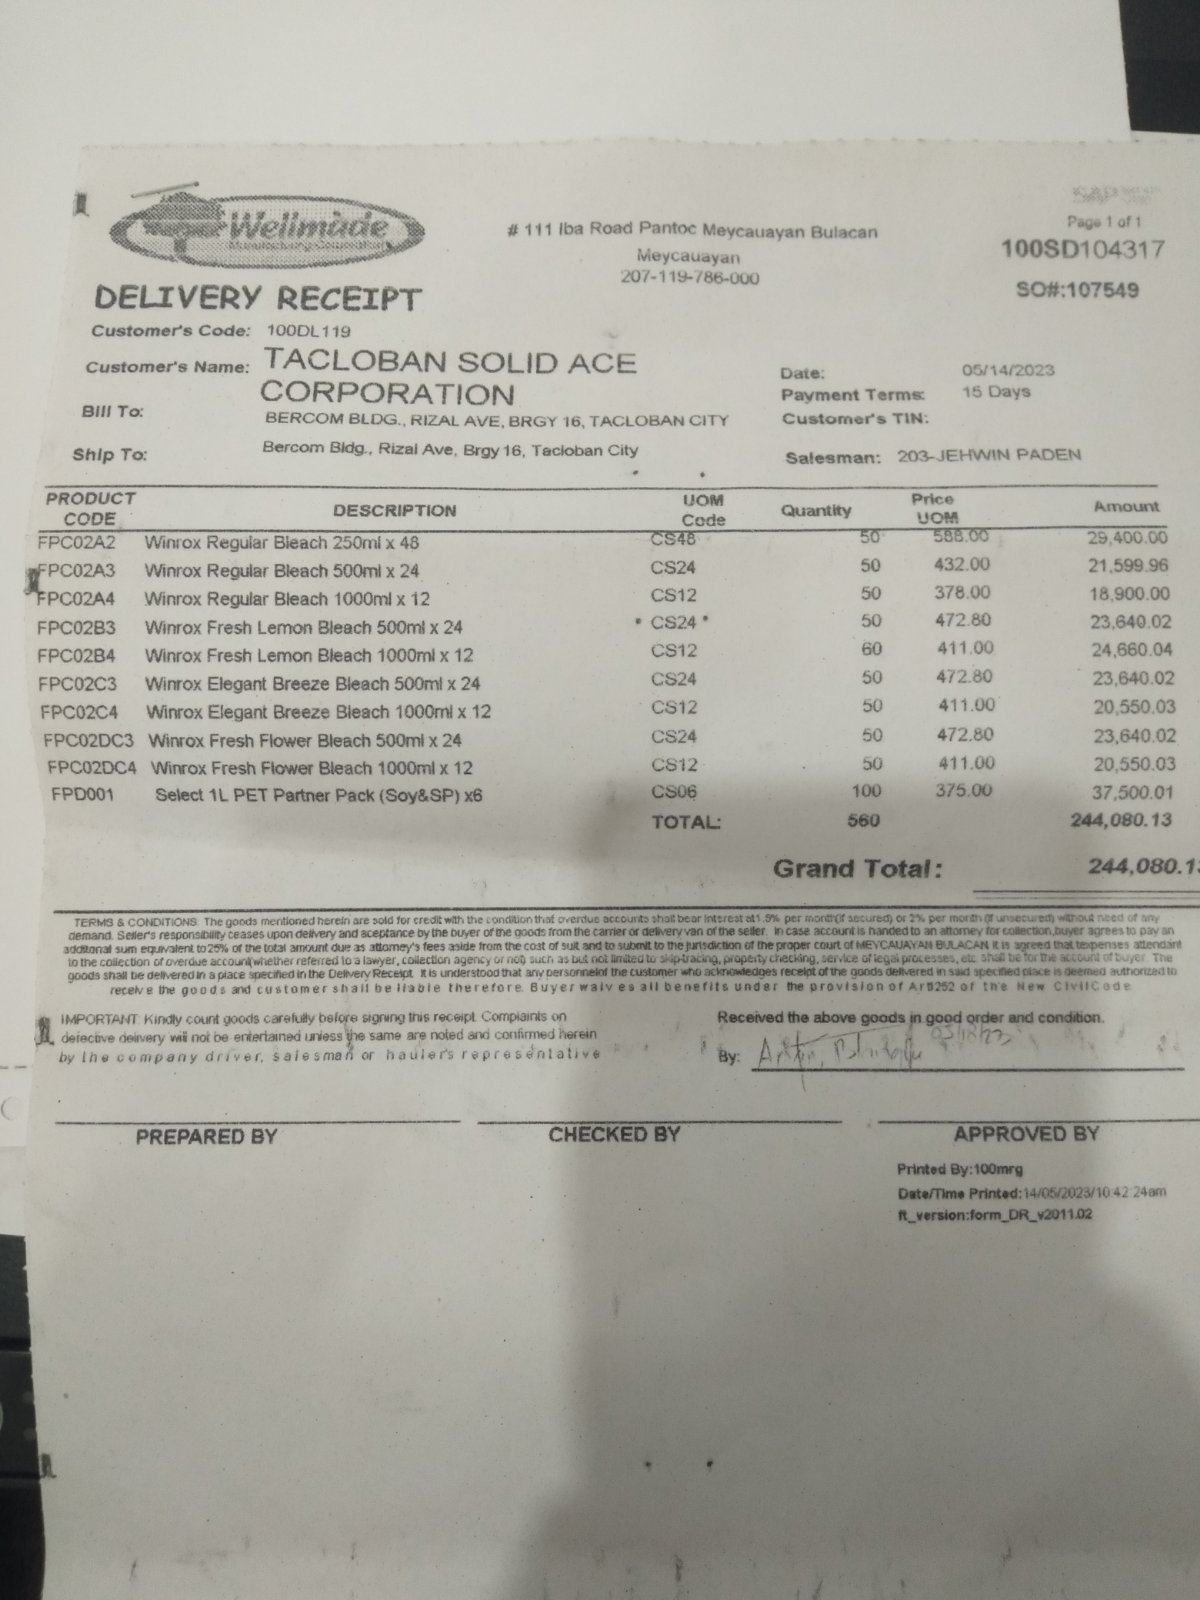 Wellmade
Manufacturing Corporation
# 111 Iba Road Pantoc Meycauayan Bulacan
Meycauayan
207-119-786-000
Page 1 of 1
100SD104317
SO#:107549
DELIVERY RECEIPT
Customer's Code: 100DL119
Customer's Name: TACLOBAN SOLID ACE
CORPORATION
Bill To: BERCOM BLDG., RIZAL AVE, BRGY 16, TACLOBAN CITY
Ship To: Bercom Bldg., Rizal Ave, Brgy 16, Tacloban City
Date: 05/14/2023
Payment Terms: 15 Days
Customer's TIN:
Salesman: 203-JEHWIN PADEN
PRODUCT CODE DESCRIPTION UOM Code Quantity Price UOM Amount
FPC02A2 Winrox Regular Bleach 250ml x 48 CS48 50 588.00 29,400.00
FPC02A3 Winrox Regular Bleach 500ml x 24 CS24 50 432.00 21,599.96
FPC02A4 Winrox Regular Bleach 1000ml x 12 CS12 50 378.00 18,900.00
FPC02B3 Winrox Fresh Lemon Bleach 500ml x 24 CS24 50 472.80 23,640.02
FPC02B4 Winrox Fresh Lemon Bleach 1000ml x 12 CS12 60 411.00 24,660.04
FPC02C3 Winrox Elegant Breeze Bleach 500ml x 24 CS24 50 472.80 23,640.02
FPC02C4 Winrox Elegant Breeze Bleach 1000ml x 12 CS12 50 411.00 20,550.03
FPC02DC3 Winrox Fresh Flower Bleach 500ml x 24 CS24 50 472.80 23,640.02
FPC02DC4 Winrox Fresh Flower Bleach 1000ml x 12 CS12 50 411.00 20,550.03
FPD001 Select 1L PET Partner Pack (Soy&SP) x6 CS06 100 375.00 37,500.01
TOTAL: 560 244,080.13
Grand Total: 244,080.13
TERMS & CONDITIONS: The goods mentioned herein are sold for credit with the condition that overdue accounts shall bear interest at1.5% per month(if secured) or 2% per month (if unsecured) without need of any
demand. Seller's responsibility ceases upon delivery and aceptance by the buyer of the goods from the carrier or delivery van of the seller. In case account is handed to an attorney for collection,buyer agrees to pay an
additional sum equivalent to 25% of the total amount due as attorney's fees aside from the cost of suit and to submit to the jurisdiction of the proper court of MEYCAUAYAN BULACAN It is agreed that texpenses attendant
to the collection of overdue account(whether referred to a lawyer, collection agency or not) such as but not limited to skip-tracing, property checking, service of legal processes, etc shall be for the account of buyer. The
goods shall be delivered in a place specified in the Delivery Receipt. It is understood that any personnelof the customer who acknowledges receipt of the goods delivered in said specified place is deemed authorized to
receive the goods and customer shall be liable therefore. Buyer waives all benefits under the provision of Art1252 of the New CivilCode
IMPORTANT: Kindly count goods carefully before signing this receipt. Complaints on
defective delivery will not be entertained unless the same are noted and confirmed herein
by the company driver, salesman or hauler's representative
Received the above goods in good order and condition.
By:
PREPARED BY
CHECKED BY
APPROVED BY
Printed By:100mrg
Date/Time Printed:14/05/2023/10:42:24am
ft_version:form_DR_v2011.02